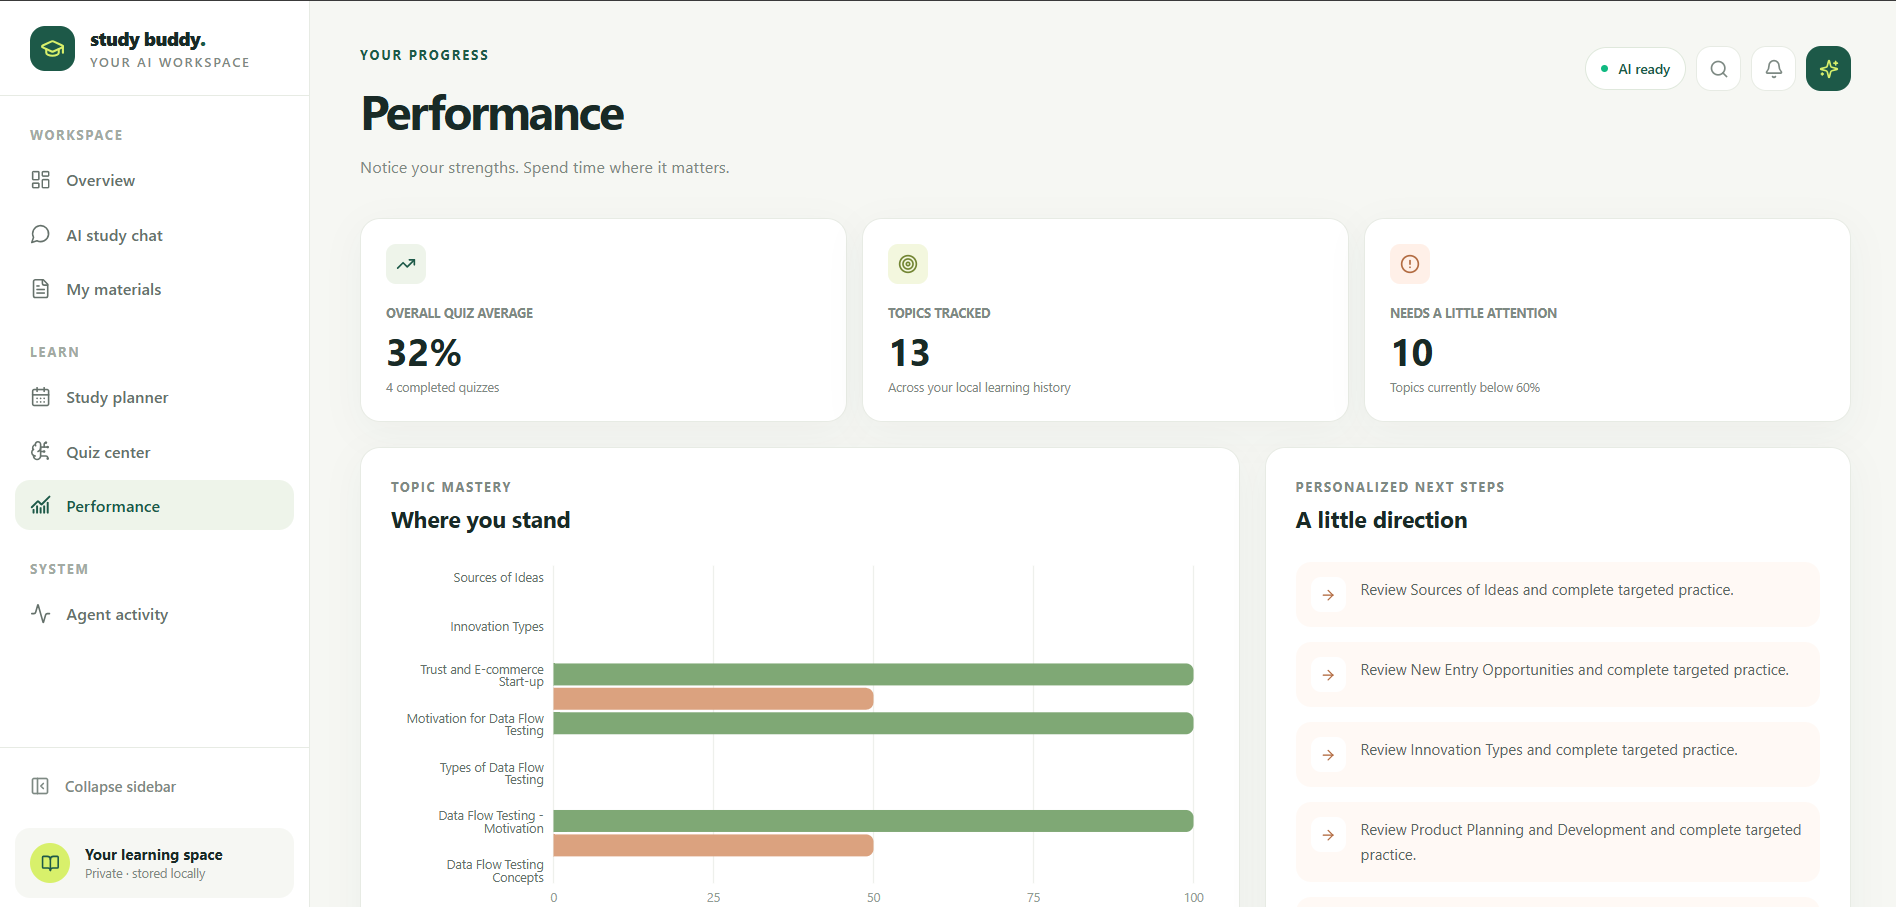 study buddy.
YOUR AI WORKSPACE
WORKSPACE
Overview
AI study chat
My materials
LEARN
Study planner
Quiz center
Performance
SYSTEM
Agent activity
Collapse sidebar
Your learning space
Private · stored locally
YOUR PROGRESS
Performance
Notice your strengths. Spend time where it matters.
AI ready
OVERALL QUIZ AVERAGE
32%
4 completed quizzes
TOPICS TRACKED
13
Across your local learning history
NEEDS A LITTLE ATTENTION
10
Topics currently below 60%
TOPIC MASTERY
Where you stand
Sources of Ideas
Innovation Types
Trust and E-commerce
Start-up
Motivation for Data Flow
Testing
Types of Data Flow
Testing
Data Flow Testing -
Motivation
Data Flow Testing
Concepts
0 25 50 75 100
PERSONALIZED NEXT STEPS
A little direction
Review Sources of Ideas and complete targeted practice.
Review New Entry Opportunities and complete targeted practice.
Review Innovation Types and complete targeted practice.
Review Product Planning and Development and complete targeted
practice.